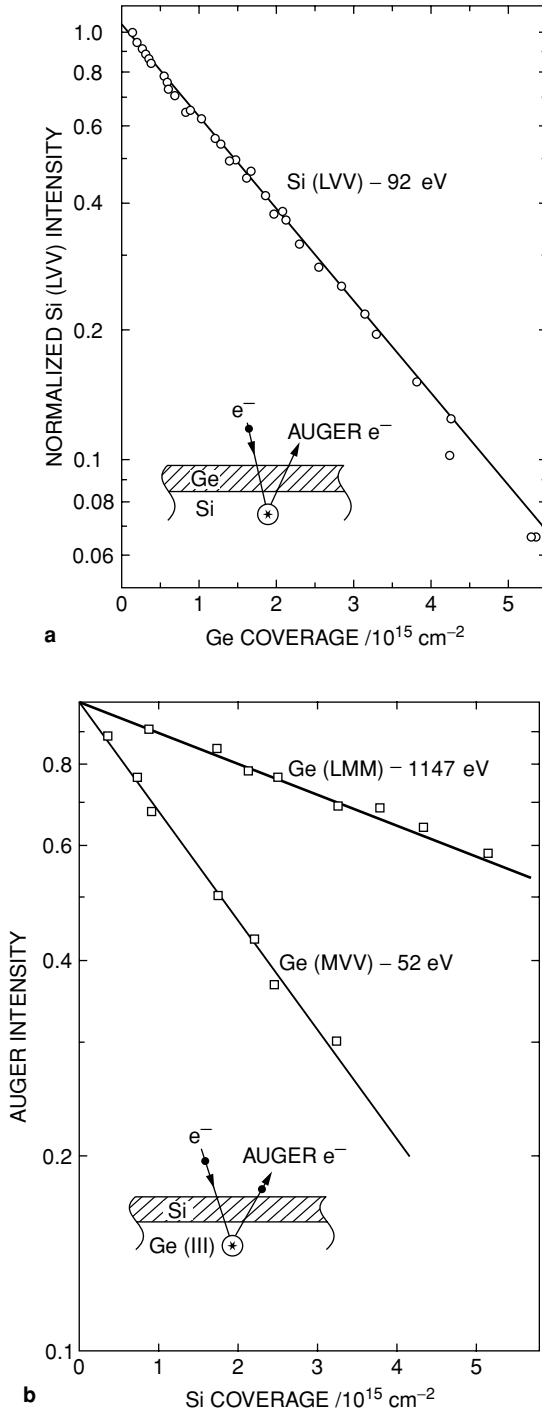 1.0
0.8
0.6
0.4
0.2
0.1
0.08
0.06
NORMALIZED Si (LVV) INTENSITY
Si (LVV) – 92 eV
e⁻
AUGER e⁻
Ge
Si
0 1 2 3 4 5
a
Ge COVERAGE /10¹⁵ cm⁻²
0.8
0.6
0.4
0.2
0.1
AUGER INTENSITY
Ge (LMM) – 1147 eV
Ge (MVV) – 52 eV
e⁻
AUGER e⁻
Si
Ge (III)
1 2 3 4 5
b
Si COVERAGE /10¹⁵ cm⁻²